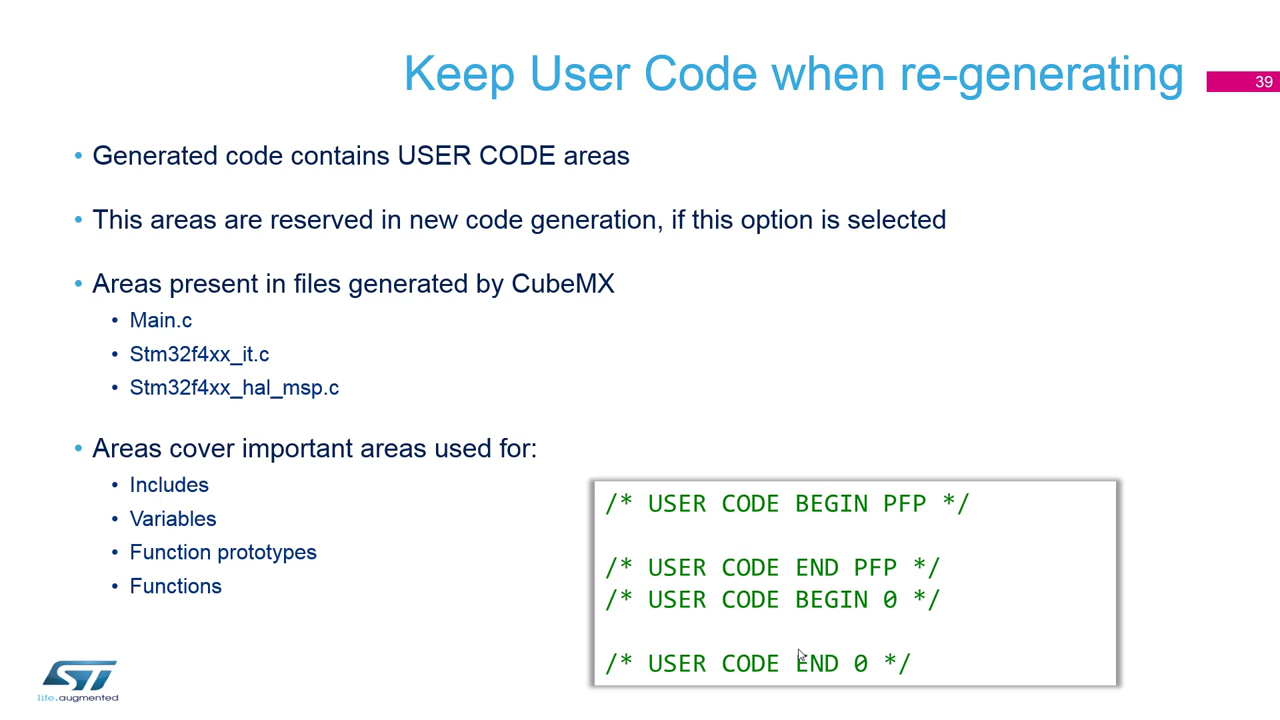 Keep User Code when re-generating
39
• Generated code contains USER CODE areas
• This areas are reserved in new code generation, if this option is selected
• Areas present in files generated by CubeMX
• Main.c
• Stm32f4xx_it.c
• Stm32f4xx_hal_msp.c
• Areas cover important areas used for:
• Includes
• Variables
• Function prototypes
• Functions
/* USER CODE BEGIN PFP */
/* USER CODE END PFP */
/* USER CODE BEGIN 0 */
/* USER CODE END 0 */
ST
life.augmented